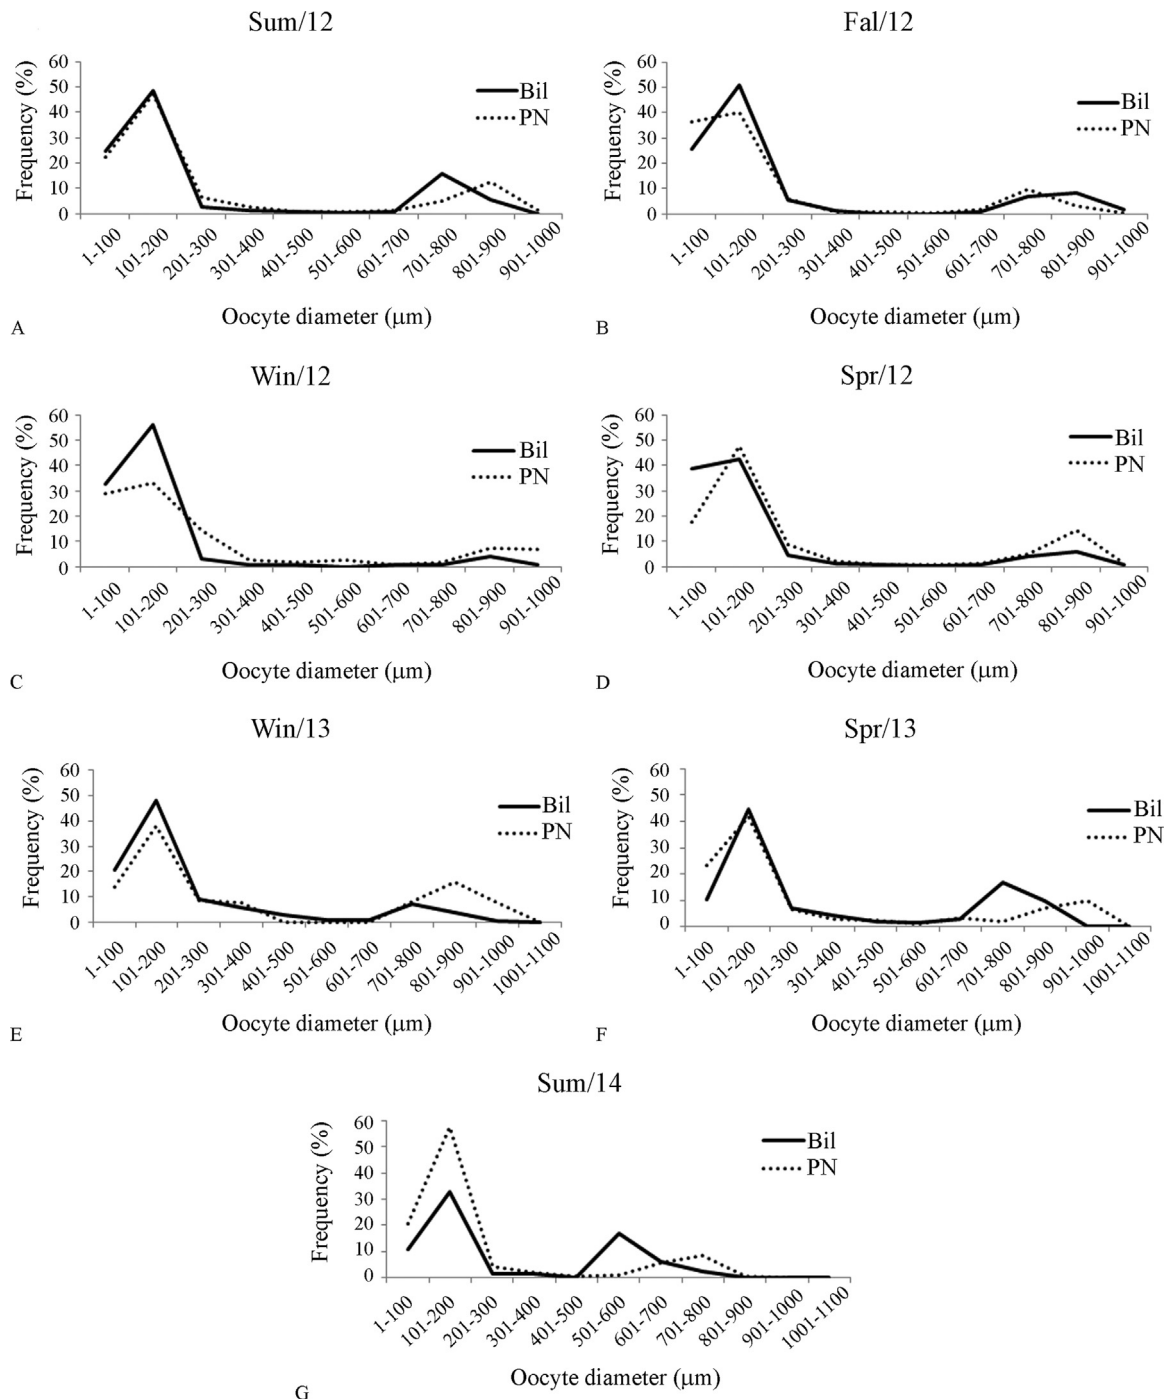 Sum/12
Frequency (%)
60
50
40
30
20
10
0
Bil
PN
1-100
101-200
201-300
301-400
401-500
501-600
601-700
701-800
801-900
901-1000
Oocyte diameter (μm)
A
Fal/12
Frequency (%)
60
50
40
30
20
10
0
Bil
PN
1-100
101-200
201-300
301-400
401-500
501-600
601-700
701-800
801-900
901-1000
Oocyte diameter (μm)
B
Win/12
Frequency (%)
60
50
40
30
20
10
0
Bil
PN
1-100
101-200
201-300
301-400
401-500
501-600
601-700
701-800
801-900
901-1000
Oocyte diameter (μm)
C
Spr/12
Frequency (%)
60
50
40
30
20
10
0
Bil
PN
1-100
101-200
201-300
301-400
401-500
501-600
601-700
701-800
801-900
901-1000
Oocyte diameter (μm)
D
Win/13
Frequency (%)
60
50
40
30
20
10
0
Bil
PN
1-100
101-200
201-300
301-400
401-500
501-600
601-700
701-800
801-900
901-1000
1001-1100
Oocyte diameter (μm)
E
Spr/13
Frequency (%)
60
50
40
30
20
10
0
Bil
PN
1-100
101-200
201-300
301-400
401-500
501-600
601-700
701-800
801-900
901-1000
1001-1100
Oocyte diameter (μm)
F
Sum/14
Frequency (%)
60
50
40
30
20
10
0
Bil
PN
1-100
101-200
201-300
301-400
401-500
501-600
601-700
701-800
801-900
901-1000
1001-1100
Oocyte diameter (μm)
G